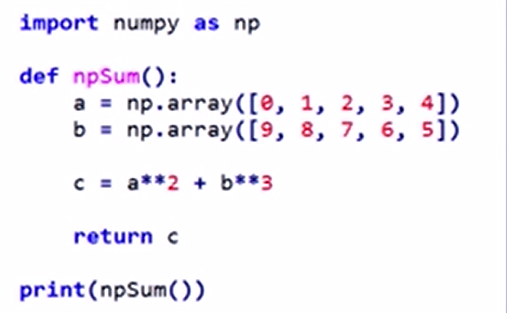 import numpy as np
def npSum():
    a = np.array([0, 1, 2, 3, 4])
    b = np.array([9, 8, 7, 6, 5])
    c = a**2 + b**3
    return c
print(npSum())